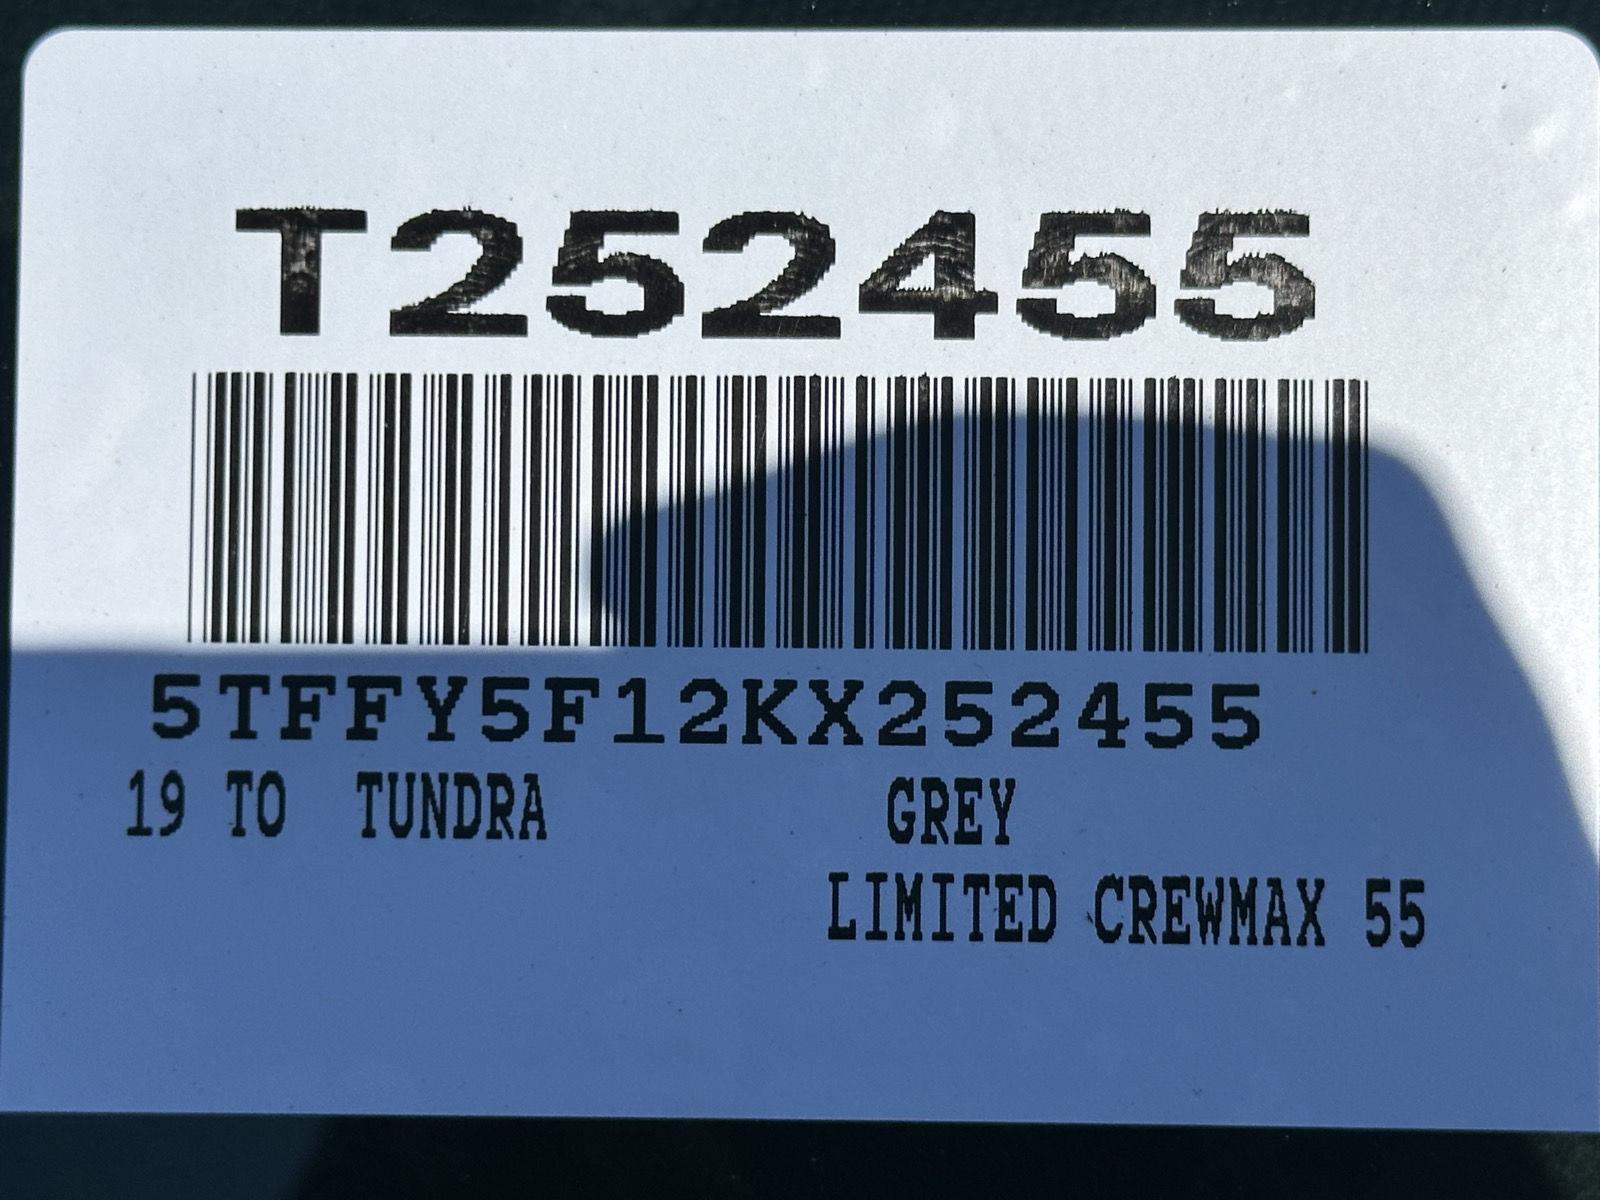 T252455
5TFFY5F12KX252455
19 TO TUNDRA GREY
LIMITED CREWMAX 55